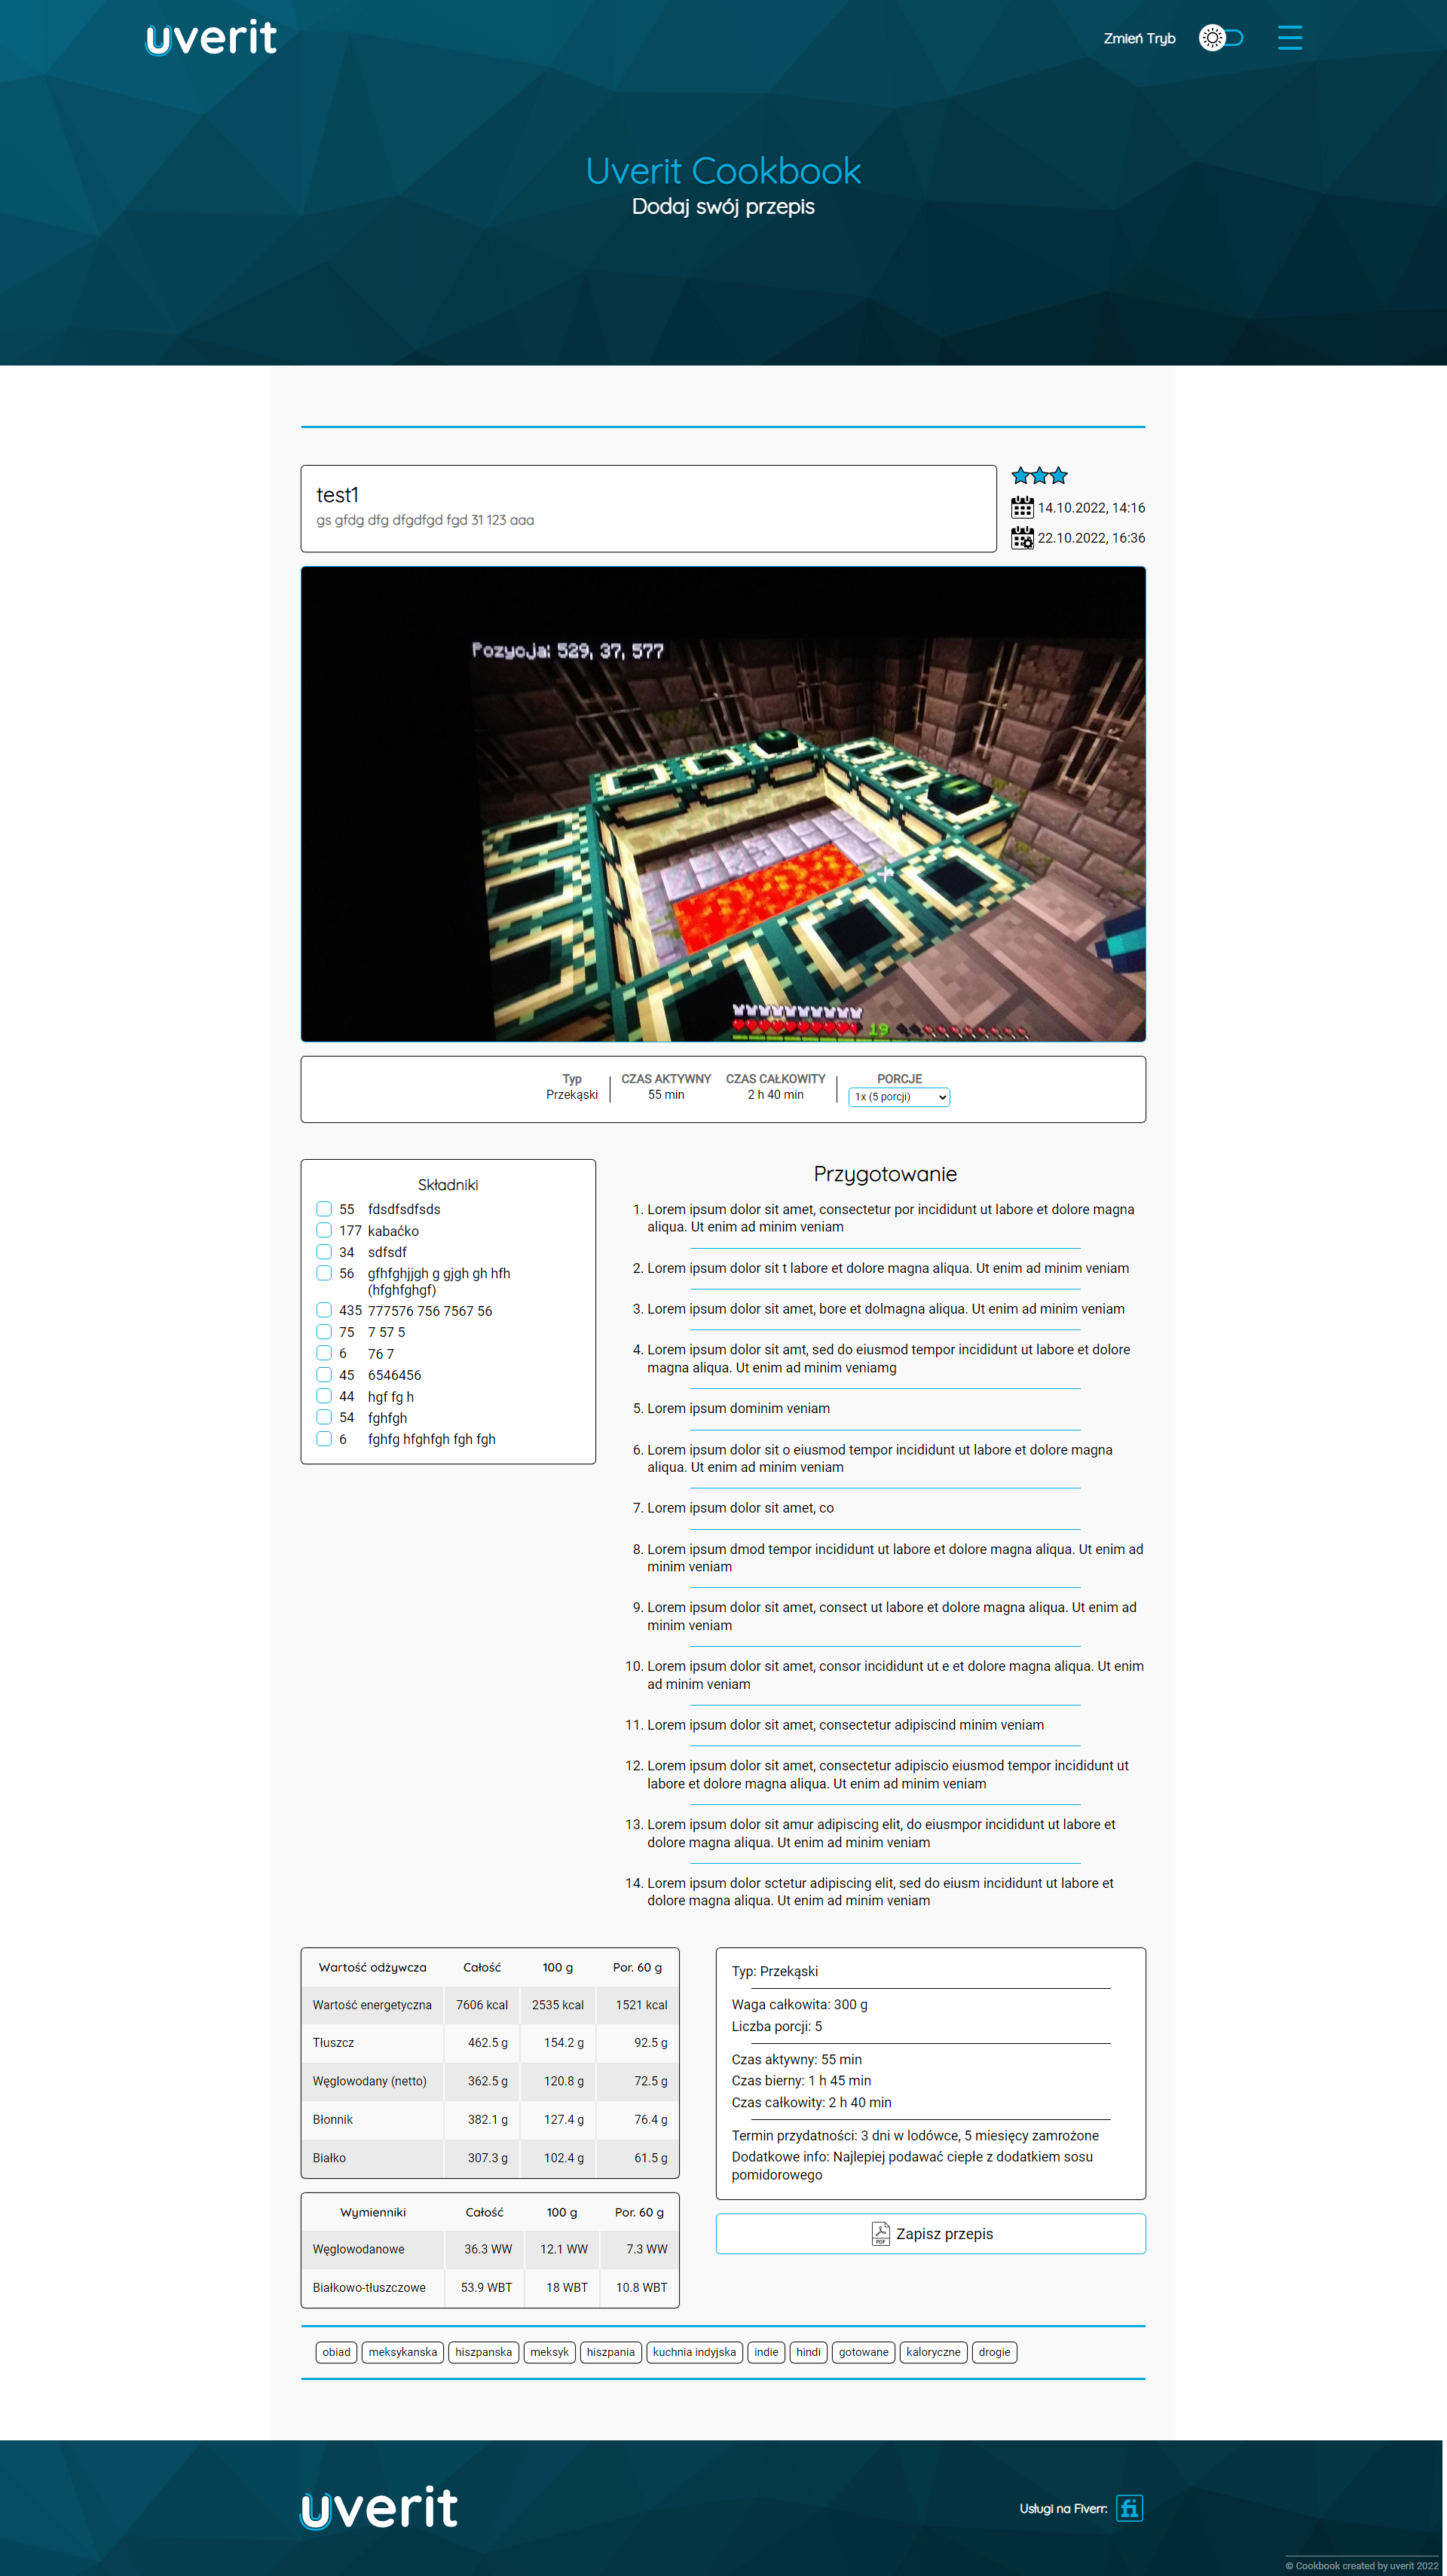 uverit
Zmień Tryb
Uverit Cookbook
Dodaj swój przepis
test1
gs gfdg dfg dfgdfgd fgd 31 123 aaa
14.10.2022, 14:16
22.10.2022, 16:36
Pozycja: 529, 37, 577
19
Typ
Przekąski
CZAS AKTYWNY
55 min
CZAS CAŁKOWITY
2 h 40 min
PORCJE
1x (5 porcji)
Składniki
55 fdsdfsdfsds
177 kabaćko
34 sdfsdf
56 gfhfghjjgh g gjgh gh hfh
(hfghfghgf)
435 777576 756 7567 56
75 7 57 5
6 76 7
45 6546456
44 hgf fg h
54 fghfgh
6 fghfg hfghfgh fgh fgh
Przygotowanie
1. Lorem ipsum dolor sit amet, consectetur por incididunt ut labore et dolore magna
aliqua. Ut enim ad minim veniam
2. Lorem ipsum dolor sit t labore et dolore magna aliqua. Ut enim ad minim veniam
3. Lorem ipsum dolor sit amet, bore et dolmagna aliqua. Ut enim ad minim veniam
4. Lorem ipsum dolor sit amt, sed do eiusmod tempor incididunt ut labore et dolore
magna aliqua. Ut enim ad minim veniamg
5. Lorem ipsum dominim veniam
6. Lorem ipsum dolor sit o eiusmod tempor incididunt ut labore et dolore magna
aliqua. Ut enim ad minim veniam
7. Lorem ipsum dolor sit amet, co
8. Lorem ipsum dmod tempor incididunt ut labore et dolore magna aliqua. Ut enim ad
minim veniam
9. Lorem ipsum dolor sit amet, consect ut labore et dolore magna aliqua. Ut enim ad
minim veniam
10. Lorem ipsum dolor sit amet, consor incididunt ut e et dolore magna aliqua. Ut enim
ad minim veniam
11. Lorem ipsum dolor sit amet, consectetur adipiscind minim veniam
12. Lorem ipsum dolor sit amet, consectetur adipiscio eiusmod tempor incididunt ut
labore et dolore magna aliqua. Ut enim ad minim veniam
13. Lorem ipsum dolor sit amur adipiscing elit, do eiusmpor incididunt ut labore et
dolore magna aliqua. Ut enim ad minim veniam
14. Lorem ipsum dolor sctetur adipiscing elit, sed do eiusm incididunt ut labore et
dolore magna aliqua. Ut enim ad minim veniam
Wartość odżywcza Całość 100 g Por. 60 g
Wartość energetyczna 7606 kcal 2535 kcal 1521 kcal
Tłuszcz 462.5 g 154.2 g 92.5 g
Węglowodany (netto) 362.5 g 120.8 g 72.5 g
Błonnik 382.1 g 127.4 g 76.4 g
Białko 307.3 g 102.4 g 61.5 g
Wymienniki Całość 100 g Por. 60 g
Węglowodanowe 36.3 WW 12.1 WW 7.3 WW
Białkowo-tłuszczowe 53.9 WBT 18 WBT 10.8 WBT
Typ: Przekąski
Waga całkowita: 300 g
Liczba porcji: 5
Czas aktywny: 55 min
Czas bierny: 1 h 45 min
Czas całkowity: 2 h 40 min
Termin przydatności: 3 dni w lodówce, 5 miesięcy zamrożone
Dodatkowe info: Najlepiej podawać ciepłe z dodatkiem sosu
pomidorowego
PDF
Zapisz przepis
obiad meksykanska hiszpanska meksyk hiszpania kuchnia indyjska indie hindi gotowane kaloryczne drogie
uverit
Usługi na Fiverr: fi
© Cookbook created by uverit 2022